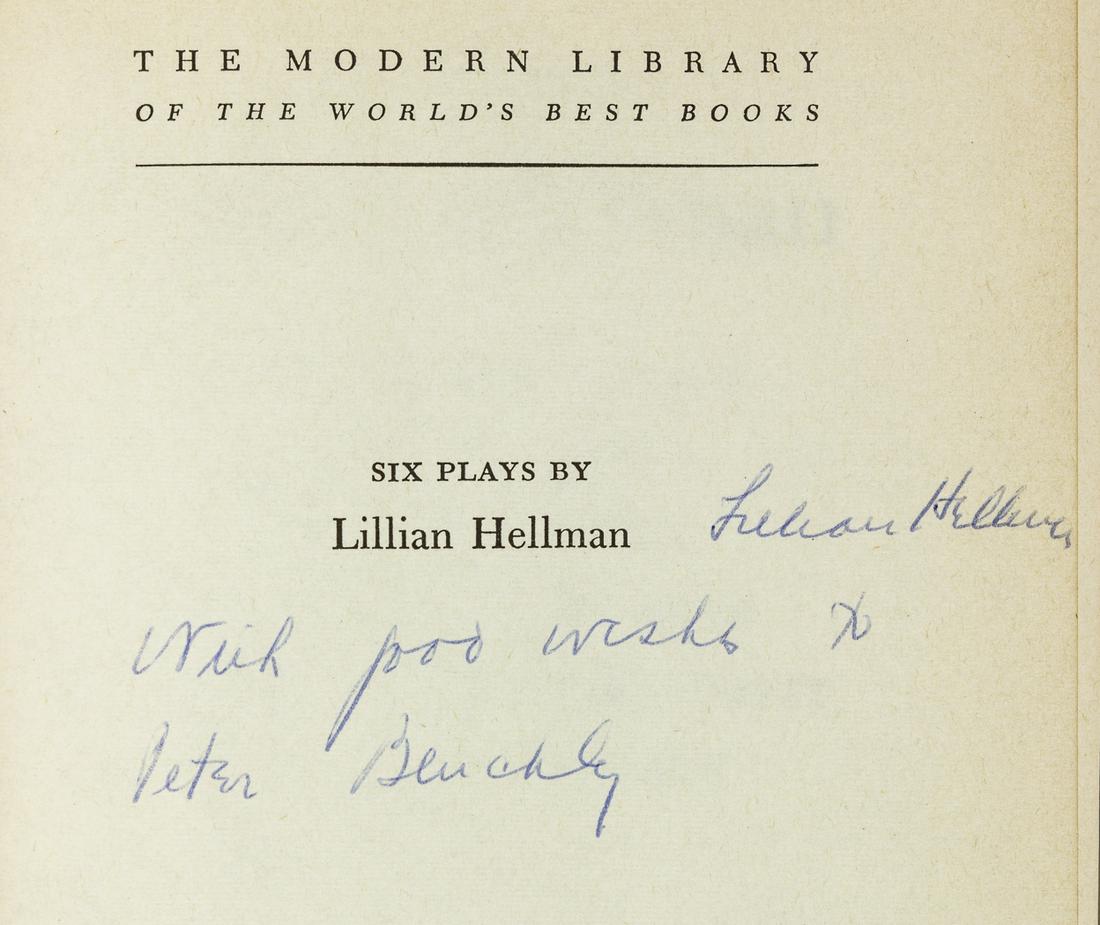 THE MODERN LIBRARY
OF THE WORLD'S BEST BOOKS
SIX PLAYS BY
Lillian Hellman
Lillian Hellman
With good wishes to
Peter Benchley